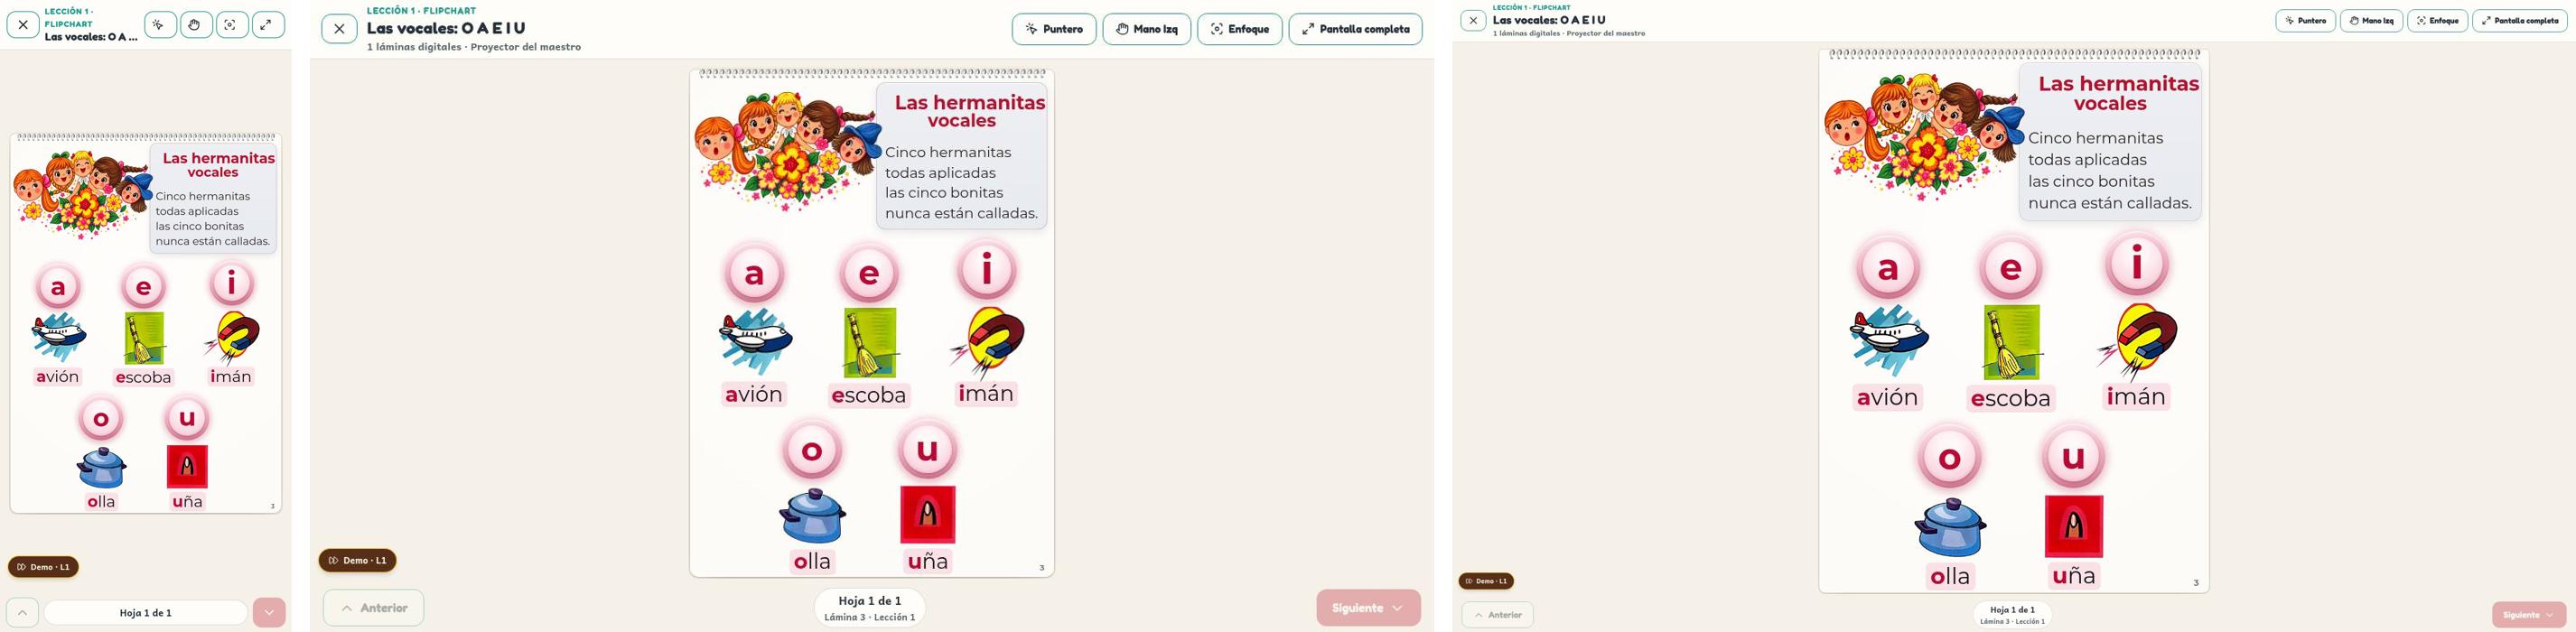 LECCIÓN 1 ·
FLIPCHART
Las vocales: O A ...
Las hermanitas
vocales
Cinco hermanitas
todas aplicadas
las cinco bonitas
nunca están calladas.
a e i
avión escoba imán
o u
olla uña
3
Demo · L1
Hoja 1 de 1
LECCIÓN 1 · FLIPCHART
Las vocales: O A E I U
1 láminas digitales · Proyector del maestro
Puntero Mano Izq Enfoque Pantalla completa
Las hermanitas
vocales
Cinco hermanitas
todas aplicadas
las cinco bonitas
nunca están calladas.
a e i
avión escoba imán
o u
olla uña
3
Demo · L1
Anterior
Hoja 1 de 1
Lámina 3 · Lección 1
Siguiente
LECCIÓN 1 · FLIPCHART
Las vocales: O A E I U
1 láminas digitales · Proyector del maestro
Puntero Mano Izq Enfoque Pantalla completa
Las hermanitas
vocales
Cinco hermanitas
todas aplicadas
las cinco bonitas
nunca están calladas.
a e i
avión escoba imán
o u
olla uña
3
Demo · L1
Anterior
Hoja 1 de 1
Lámina 3 · Lección 1
Siguiente